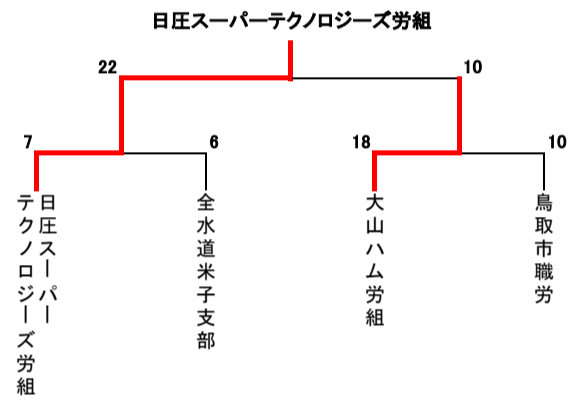 日圧スーパーテクノロジーズ労組
22
10
7
6
18
10
日圧スーパー
テクノロジーズ労組
全水道米子支部
大山ハム労組
鳥取市職労